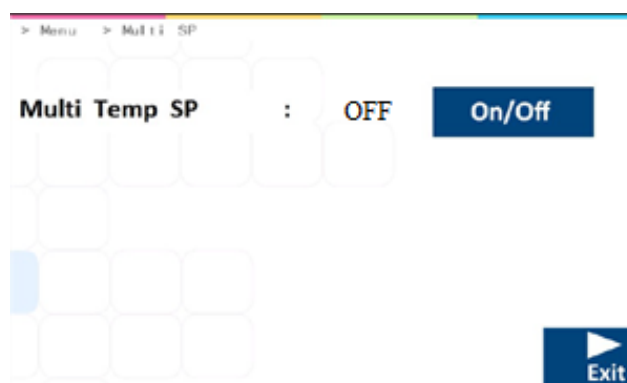 > Menu > Multi SP
Multi Temp SP : OFF On/Off
Exit